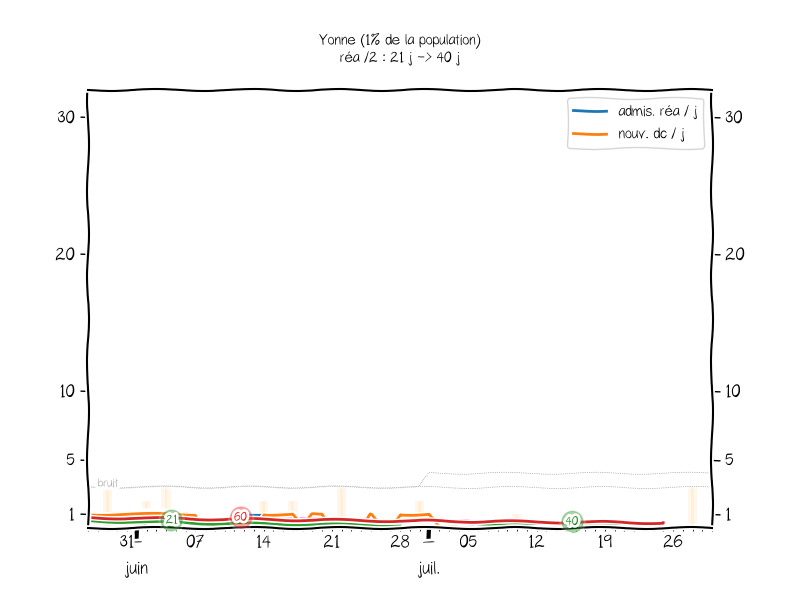 Yonne (1% de la population)
réa /2 : 21 j -> 40 j
admis. réa / j
nouv. dc / j
30 30
20 20
10 10
5 5
bruit
1 21 60 40 1
31 07 14 21 28 05 12 19 26
juin juil.